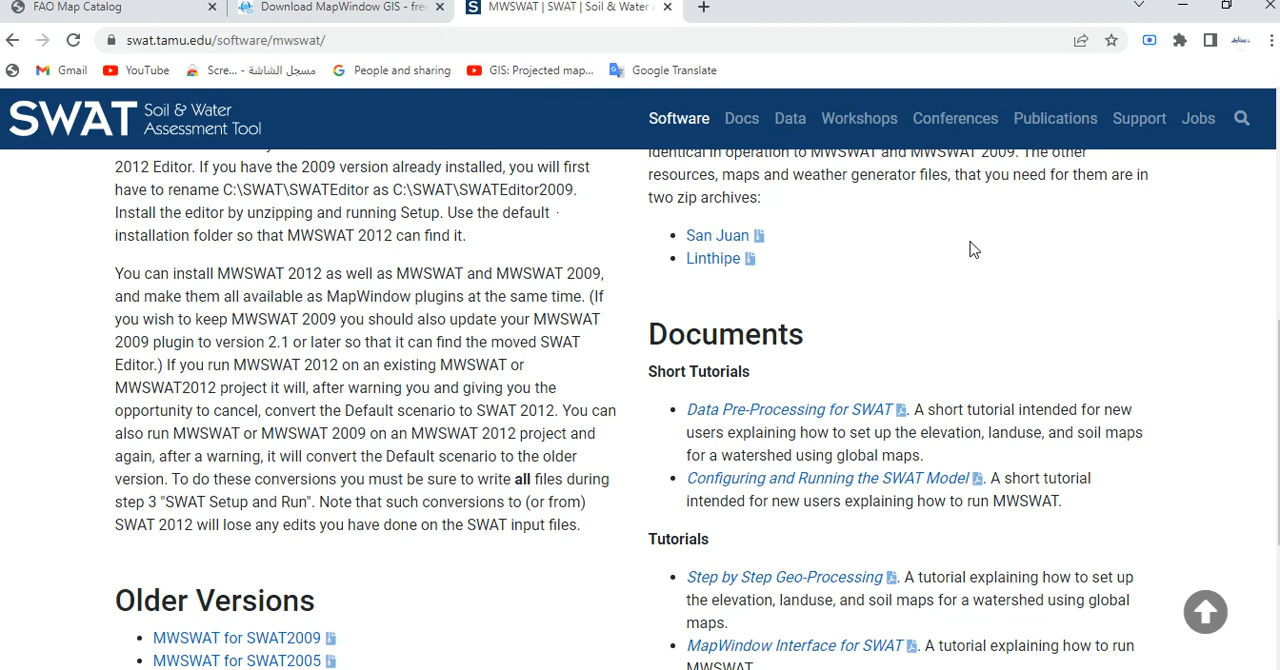 FAO Map Catalog
Download MapWindow GIS - fre
MWSWAT | SWAT | Soil & Water
swat.tamu.edu/software/mwswat/
Gmail
YouTube
Scre... - مسجل الشاشة
People and sharing
GIS: Projected map...
Google Translate
SWAT Soil & Water
Assessment Tool
Software Docs Data Workshops Conferences Publications Support Jobs
2012 Editor. If you have the 2009 version already installed, you will first
have to rename C:\SWAT\SWATEditor as C:\SWAT\SWATEditor2009.
Install the editor by unzipping and running Setup. Use the default
installation folder so that MWSWAT 2012 can find it.
You can install MWSWAT 2012 as well as MWSWAT and MWSWAT 2009,
and make them all available as MapWindow plugins at the same time. (If
you wish to keep MWSWAT 2009 you should also update your MWSWAT
2009 plugin to version 2.1 or later so that it can find the moved SWAT
Editor.) If you run MWSWAT 2012 on an existing MWSWAT or
MWSWAT2012 project it will, after warning you and giving you the
opportunity to cancel, convert the Default scenario to SWAT 2012. You can
also run MWSWAT or MWSWAT 2009 on an MWSWAT 2012 project and
again, after a warning, it will convert the Default scenario to the older
version. To do these conversions you must be sure to write all files during
step 3 "SWAT Setup and Run". Note that such conversions to (or from)
SWAT 2012 will lose any edits you have done on the SWAT input files.
Older Versions
• MWSWAT for SWAT2009
• MWSWAT for SWAT2005
identical in operation to MWSWAT and MWSWAT 2009. The other
resources, maps and weather generator files, that you need for them are in
two zip archives:
• San Juan
• Linthipe
Documents
Short Tutorials
• Data Pre-Processing for SWAT. A short tutorial intended for new
users explaining how to set up the elevation, landuse, and soil maps
for a watershed using global maps.
• Configuring and Running the SWAT Model. A short tutorial
intended for new users explaining how to run MWSWAT.
Tutorials
• Step by Step Geo-Processing. A tutorial explaining how to set up
the elevation, landuse, and soil maps for a watershed using global
maps.
• MapWindow Interface for SWAT. A tutorial explaining how to run
MWSWAT.